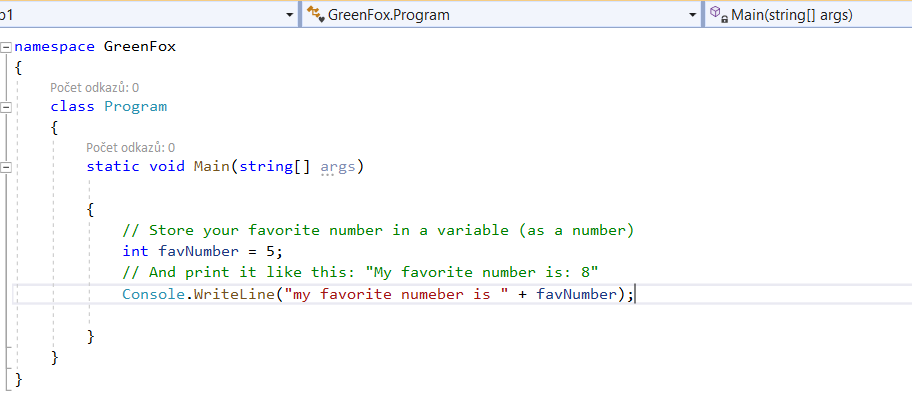 b1 GreenFox.Program Main(string[] args)
namespace GreenFox
{
Počet odkazů: 0
class Program
{
Počet odkazů: 0
static void Main(string[] args)
{
// Store your favorite number in a variable (as a number)
int favNumber = 5;
// And print it like this: "My favorite number is: 8"
Console.WriteLine("my favorite numeber is " + favNumber);
}
}
}